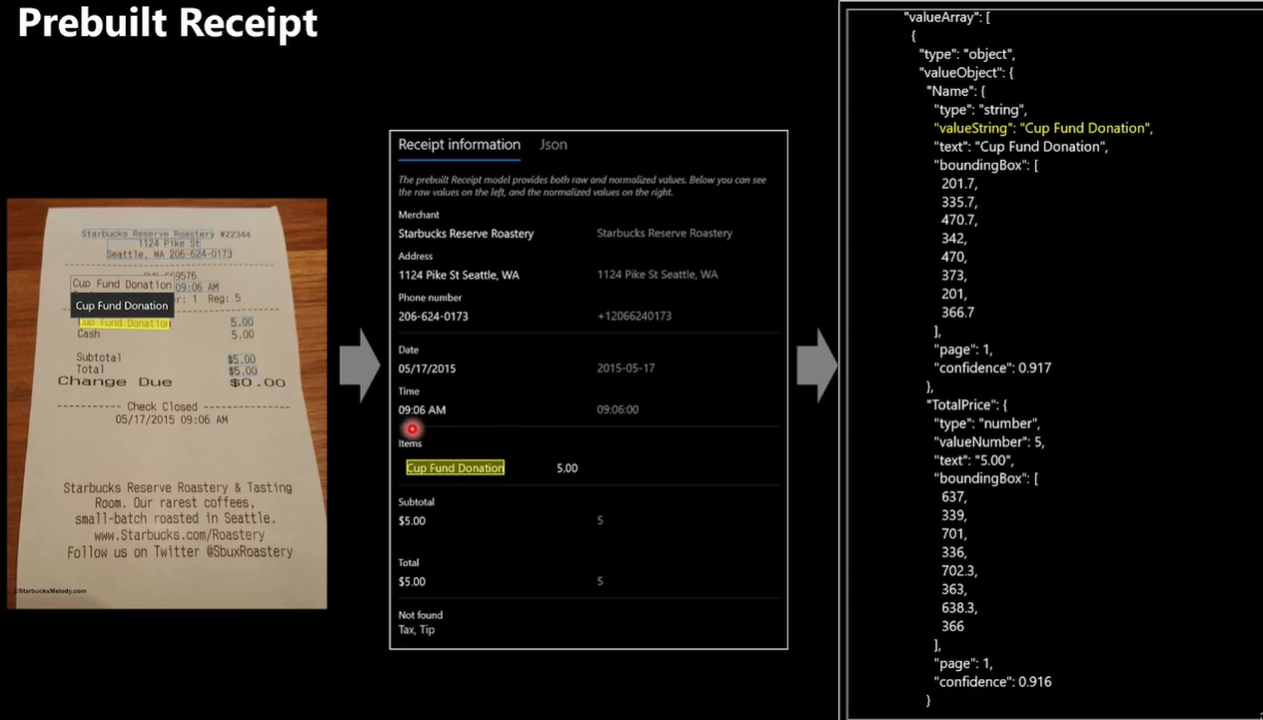 Prebuilt Receipt
Starbucks Reserve Roastery #22344
1124 Pike St
Seattle, WA 206-624-0173
669576
Cup Fund Donation
09:06 AM
Cup Fund Donation
r: 1 Reg: 5
Cup Fund Donation 5.00
Cash 5.00
Subtotal $5.00
Total $5.00
Change Due $0.00
---------- Check Closed ----------
05/17/2015 09:06 AM
Starbucks Reserve Roastery & Tasting
Room. Our rarest coffees,
small-batch roasted in Seattle.
www.Starbucks.com/Roastery
Follow us on Twitter @SbuxRoastery
©StarbucksMelody.com
Receipt information Json
The prebuilt Receipt model provides both raw and normalized values. Below you can see
the raw values on the left, and the normalized values on the right.
Merchant
Starbucks Reserve Roastery Starbucks Reserve Roastery
Address
1124 Pike St Seattle, WA 1124 Pike St Seattle, WA
Phone number
206-624-0173 +12066240173
Date
05/17/2015 2015-05-17
Time
09:06 AM 09:06:00
Items
Cup Fund Donation 5.00
Subtotal
$5.00 5
Total
$5.00 5
Not found
Tax, Tip
"valueArray": [
{
"type": "object",
"valueObject": {
"Name": {
"type": "string",
"valueString": "Cup Fund Donation",
"text": "Cup Fund Donation",
"boundingBox": [
201.7,
335.7,
470.7,
342,
470,
373,
201,
366.7
],
"page": 1,
"confidence": 0.917
},
"TotalPrice": {
"type": "number",
"valueNumber": 5,
"text": "5.00",
"boundingBox": [
637,
339,
701,
336,
702.3,
363,
638.3,
366
],
"page": 1,
"confidence": 0.916
}